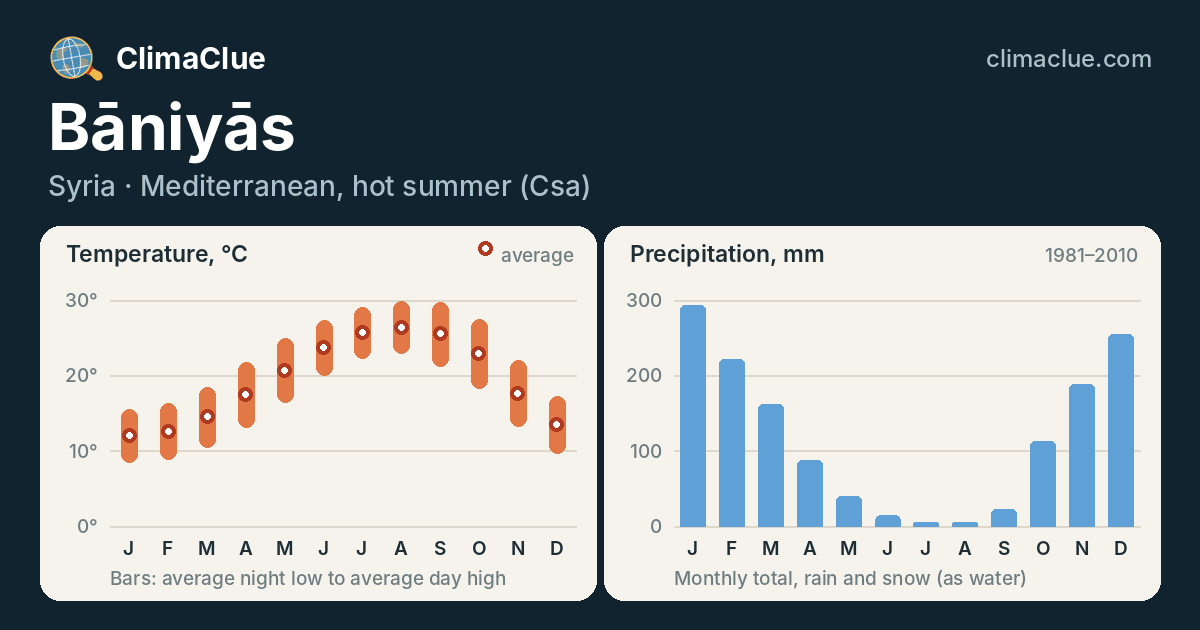 ClimaClue
climaclue.com
Bāniyās
Syria · Mediterranean, hot summer (Csa)
Temperature, °C
average
30°
20°
10°
0°
J F M A M J J A S O N D
Bars: average night low to average day high
Precipitation, mm
1981–2010
300
200
100
0
J F M A M J J A S O N D
Monthly total, rain and snow (as water)